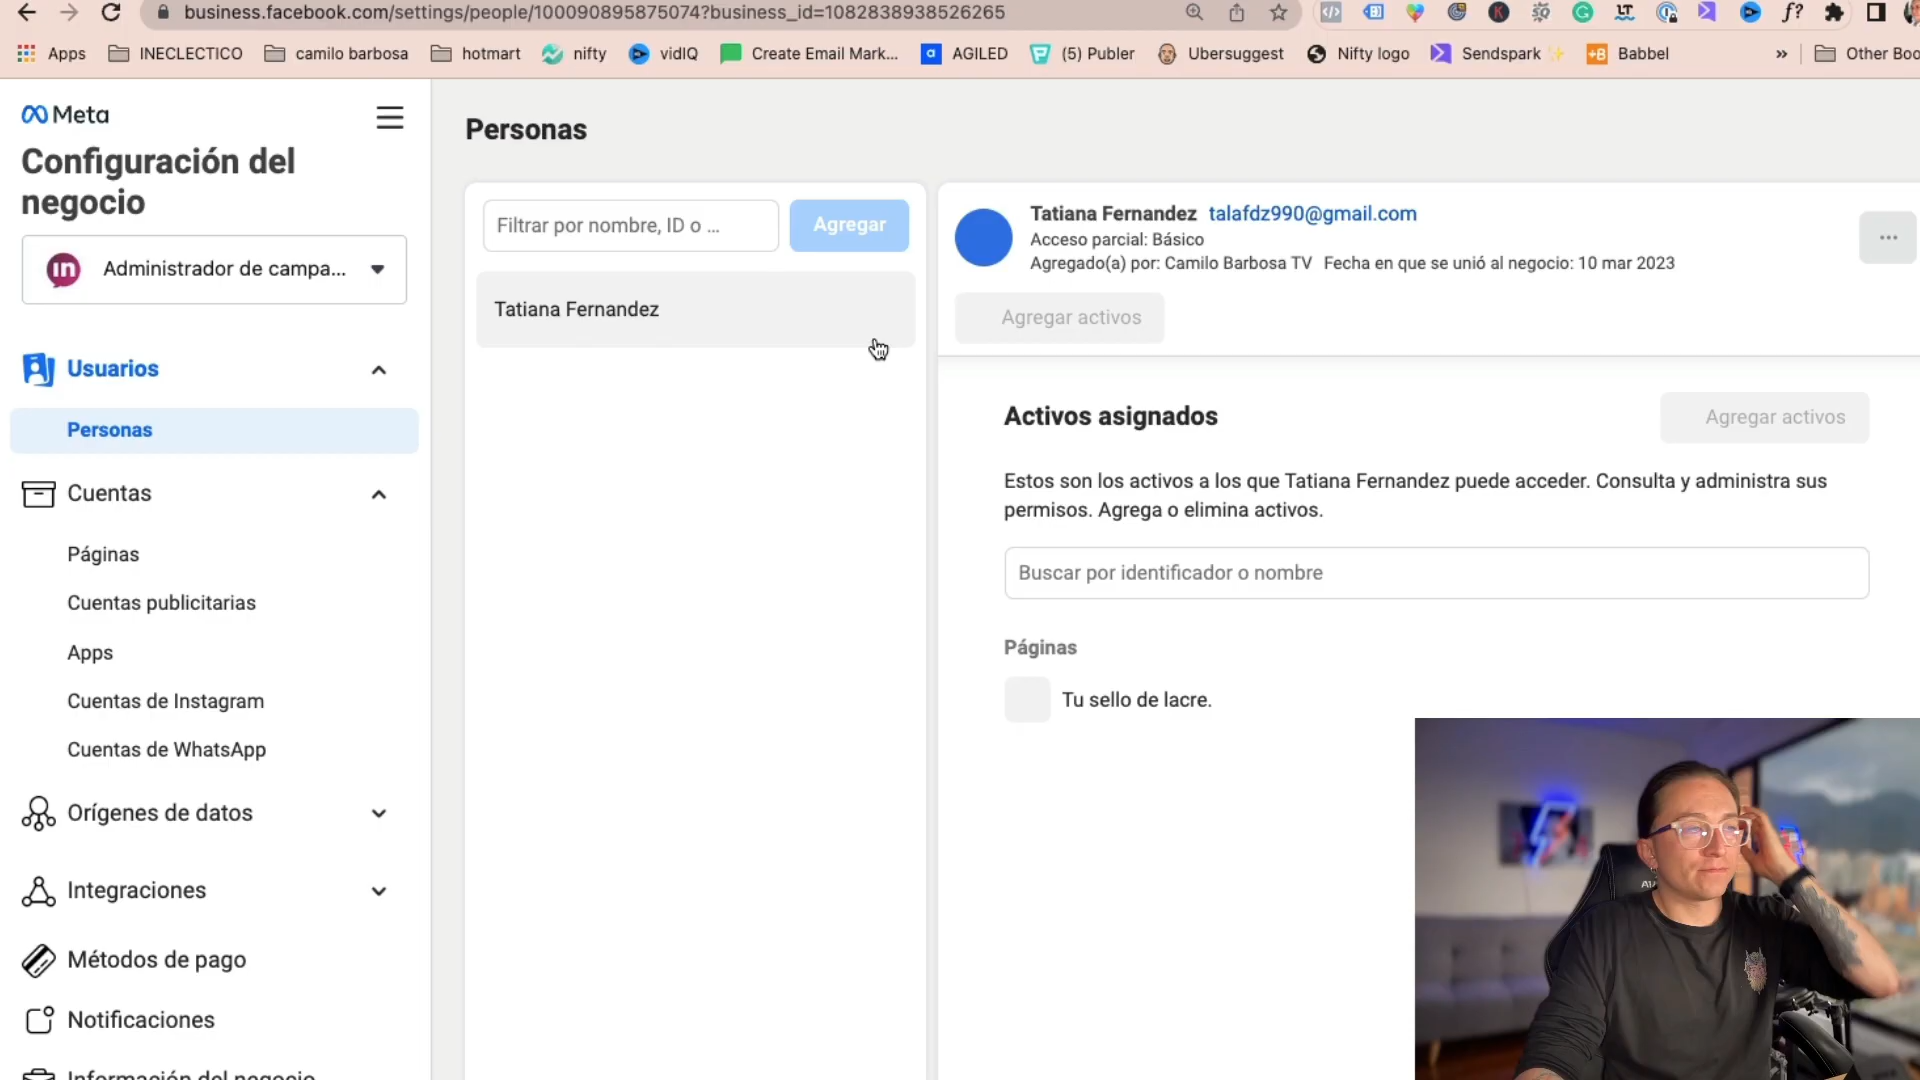 business.facebook.com/settings/people/100090895875074?business_id=1082838938526265
Apps
INECLECTICO
camilo barbosa
hotmart
nifty
vidIQ
Create Email Mark...
AGILED
(5) Publer
Ubersuggest
Nifty logo
Sendspark
Babbel
»
Other Boo
Meta
Configuración del
negocio
Administrador de campa...
Usuarios
Personas
Cuentas
Páginas
Cuentas publicitarias
Apps
Cuentas de Instagram
Cuentas de WhatsApp
Orígenes de datos
Integraciones
Métodos de pago
Notificaciones
Información del negocio
Personas
Filtrar por nombre, ID o ...
Agregar
Tatiana Fernandez
Tatiana Fernandez talafdz990@gmail.com
Acceso parcial: Básico
Agregado(a) por: Camilo Barbosa TV Fecha en que se unió al negocio: 10 mar 2023
Agregar activos
Activos asignados
Agregar activos
Estos son los activos a los que Tatiana Fernandez puede acceder. Consulta y administra sus
permisos. Agrega o elimina activos.
Buscar por identificador o nombre
Páginas
Tu sello de lacre.